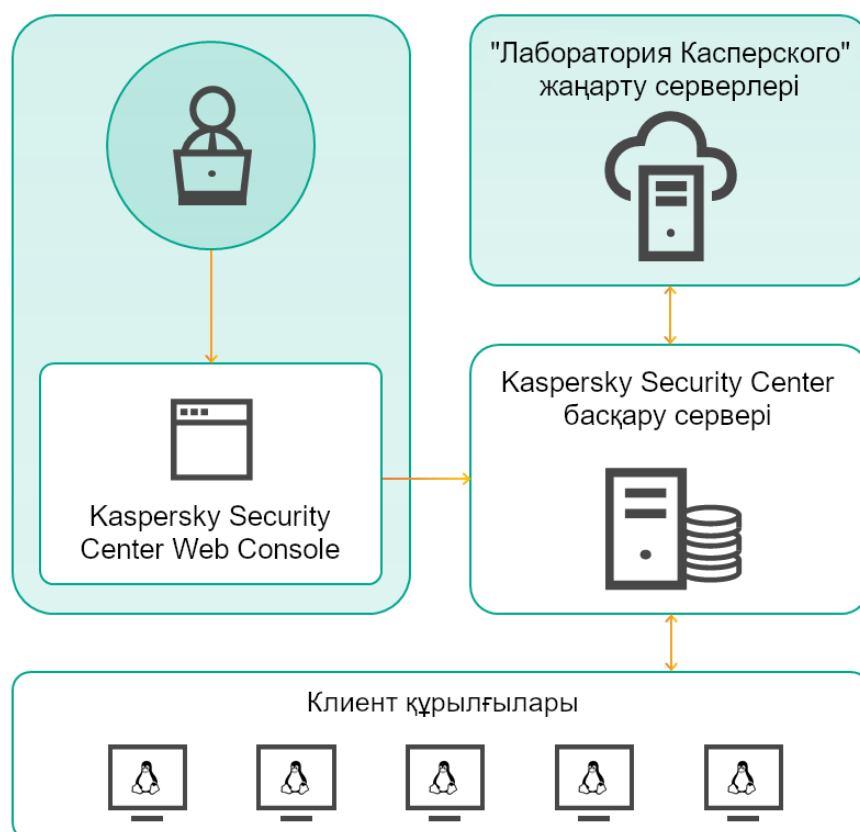 "Лаборатория Касперского"
жаңарту серверлері
Kaspersky Security Center
басқару сервері
Kaspersky Security
Center Web Console
Клиент құрылғылары